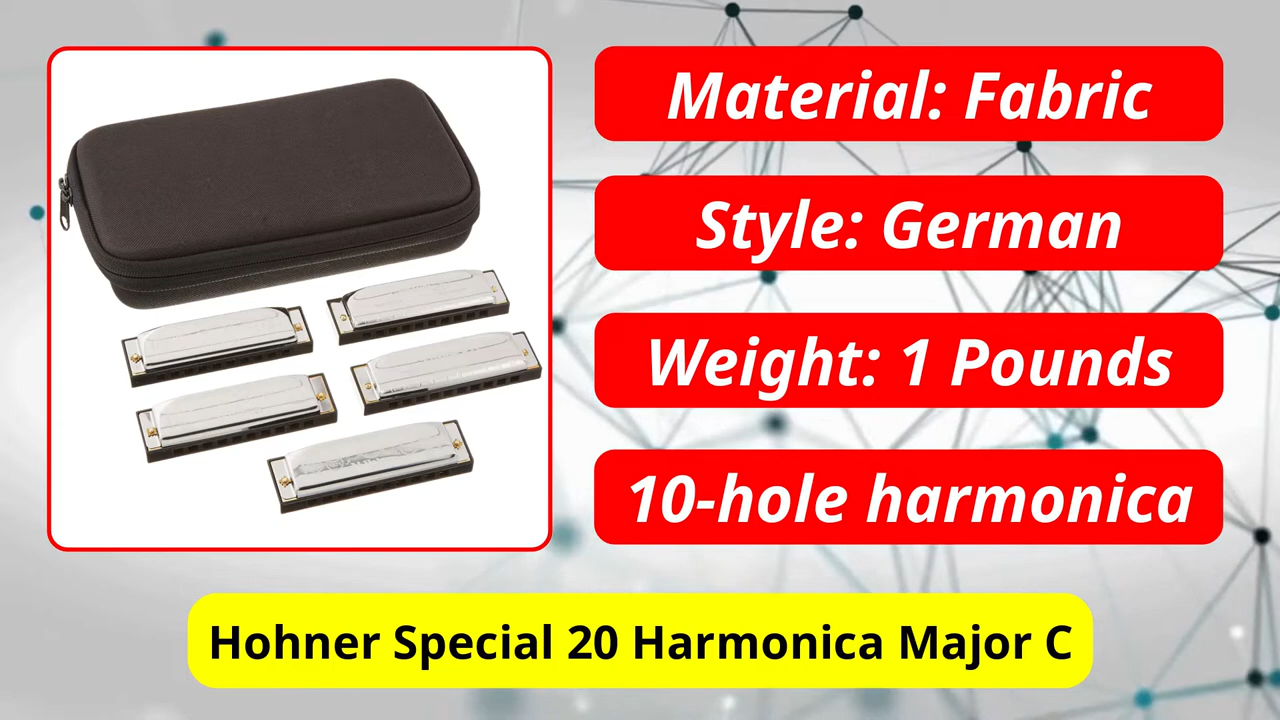 Material: Fabric
Style: German
Weight: 1 Pounds
10-hole harmonica
Hohner Special 20 Harmonica Major C